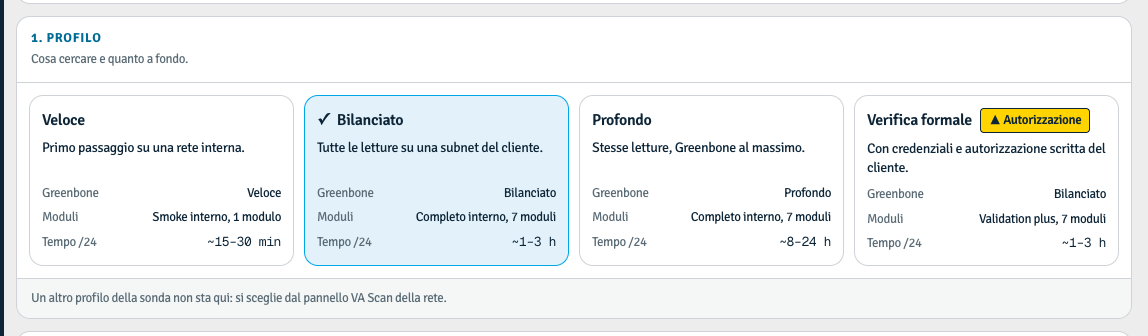 1. PROFILO
Cosa cercare e quanto a fondo.
Veloce
Primo passaggio su una rete interna.
Greenbone Veloce
Moduli Smoke interno, 1 modulo
Tempo /24 ~15–30 min
✓ Bilanciato
Tutte le letture su una subnet del cliente.
Greenbone Bilanciato
Moduli Completo interno, 7 moduli
Tempo /24 ~1–3 h
Profondo
Stesse letture, Greenbone al massimo.
Greenbone Profondo
Moduli Completo interno, 7 moduli
Tempo /24 ~8–24 h
Verifica formale ▲ Autorizzazione
Con credenziali e autorizzazione scritta del
cliente.
Greenbone Bilanciato
Moduli Validation plus, 7 moduli
Tempo /24 ~1–3 h
Un altro profilo della sonda non sta qui: si sceglie dal pannello VA Scan della rete.